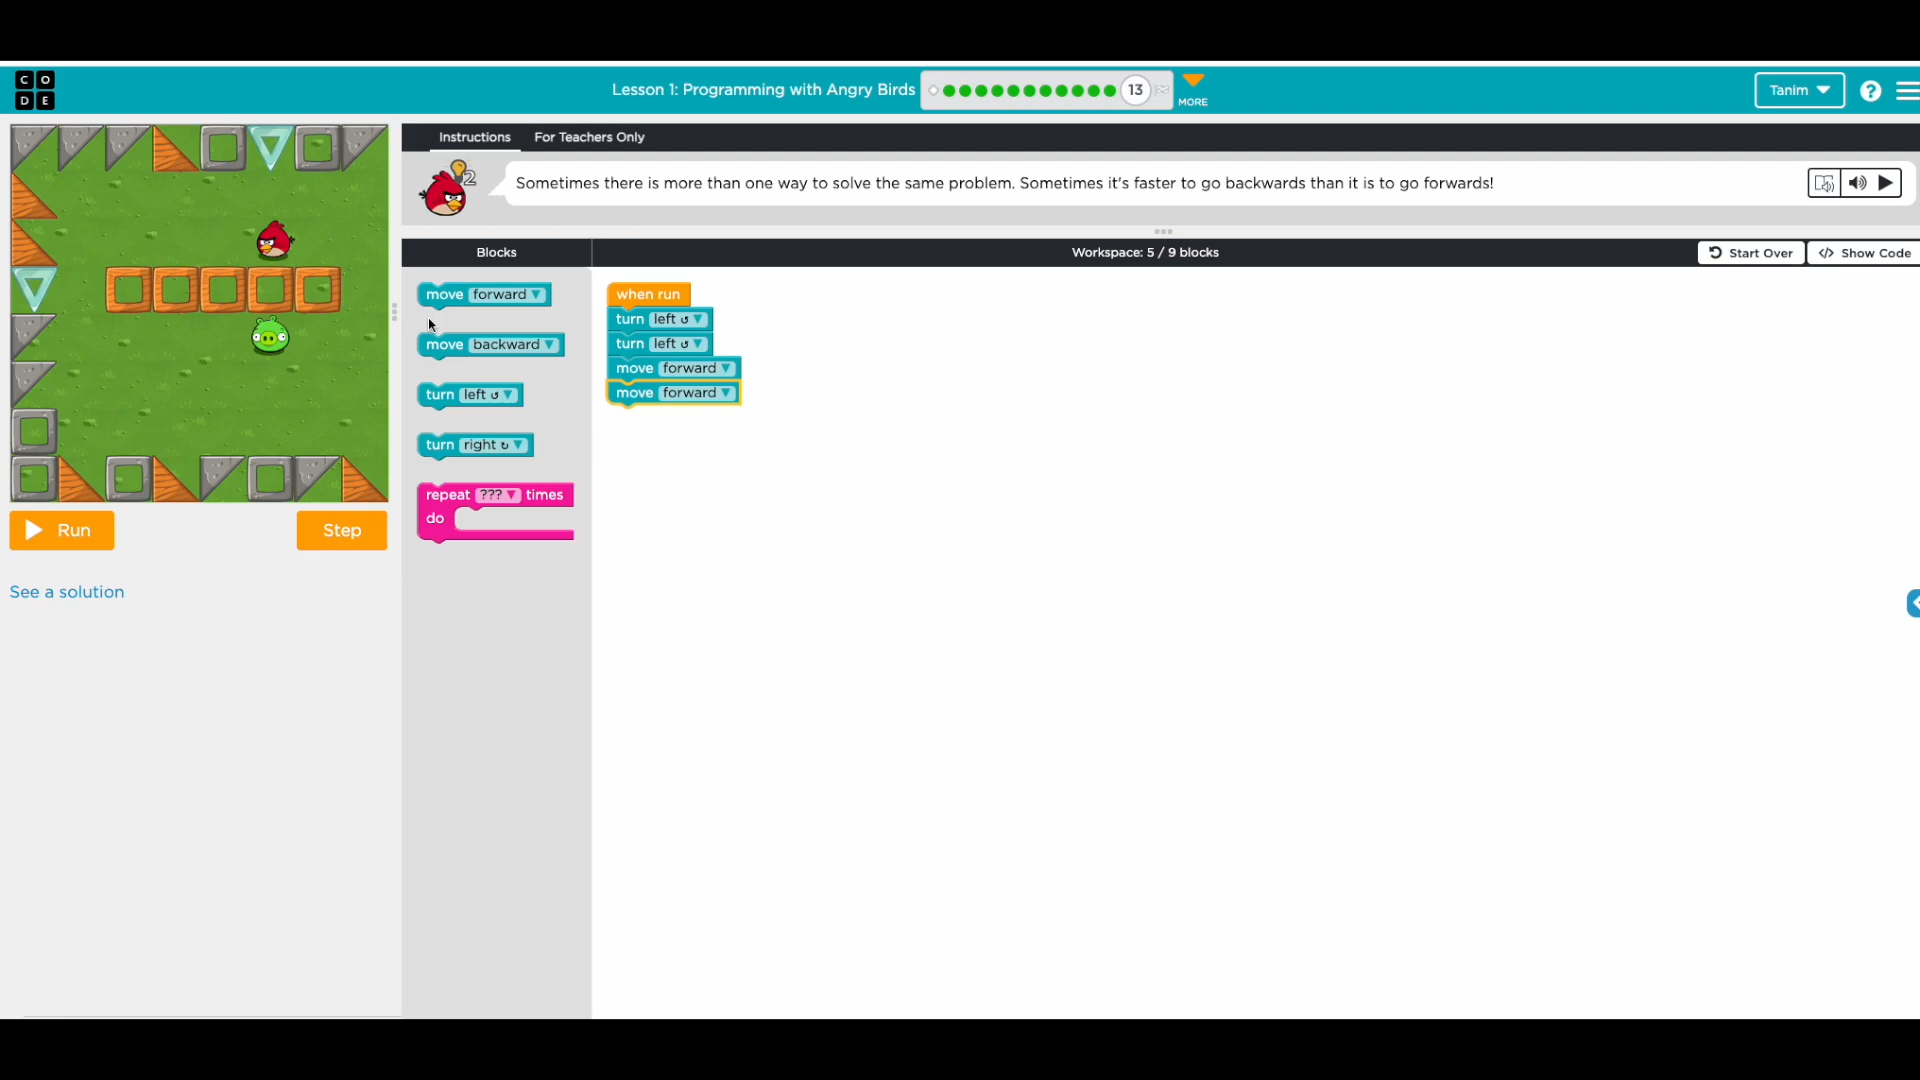 C O
D E
Lesson 1: Programming with Angry Birds
13
MORE
Tanim
?
Instructions
For Teachers Only
2
Sometimes there is more than one way to solve the same problem. Sometimes it's faster to go backwards than it is to go forwards!
Blocks
Workspace: 5 / 9 blocks
Start Over
</> Show Code
move forward
move backward
turn left ↺
turn right ↻
repeat ??? times
do
when run
turn left ↺
turn left ↺
move forward
move forward
Run
Step
See a solution